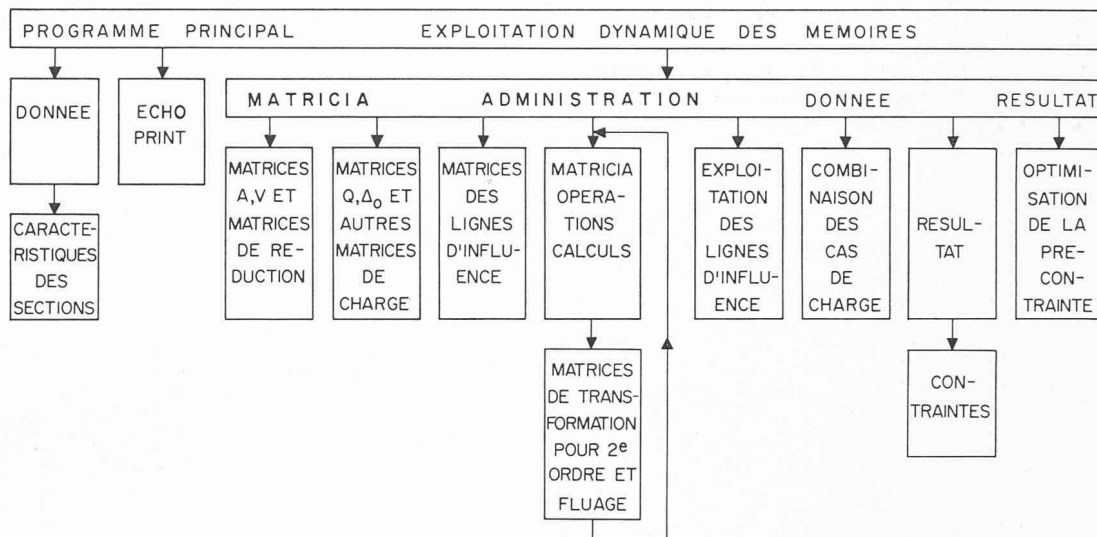 PROGRAMME PRINCIPAL EXPLOITATION DYNAMIQUE DES MEMOIRES
DONNEE
ECHO
PRINT
MATRICIA ADMINISTRATION DONNEE RESULTAT
CARACTE-
RISTIQUES
DES
SECTIONS
MATRICES
A,V ET
MATRICES
DE RE-
DUCTION
MATRICES
Q,Δ₀ ET
AUTRES
MATRICES
DE
CHARGE
MATRICES
DES
LIGNES
D'INFLU-
ENCE
MATRICIA
OPERA-
TIONS
CALCULS
EXPLOI-
TATION
DES
LIGNES
D'INFLU-
ENCE
COMBI-
NAISON
DES
CAS
DE
CHARGE
RESUL-
TAT
OPTIMI-
SATION
DE LA
PRE-
CONTRAINTE
MATRICES
DE TRANS-
FORMATION
POUR 2e
ORDRE ET
FLUAGE
CON-
TRAINTES